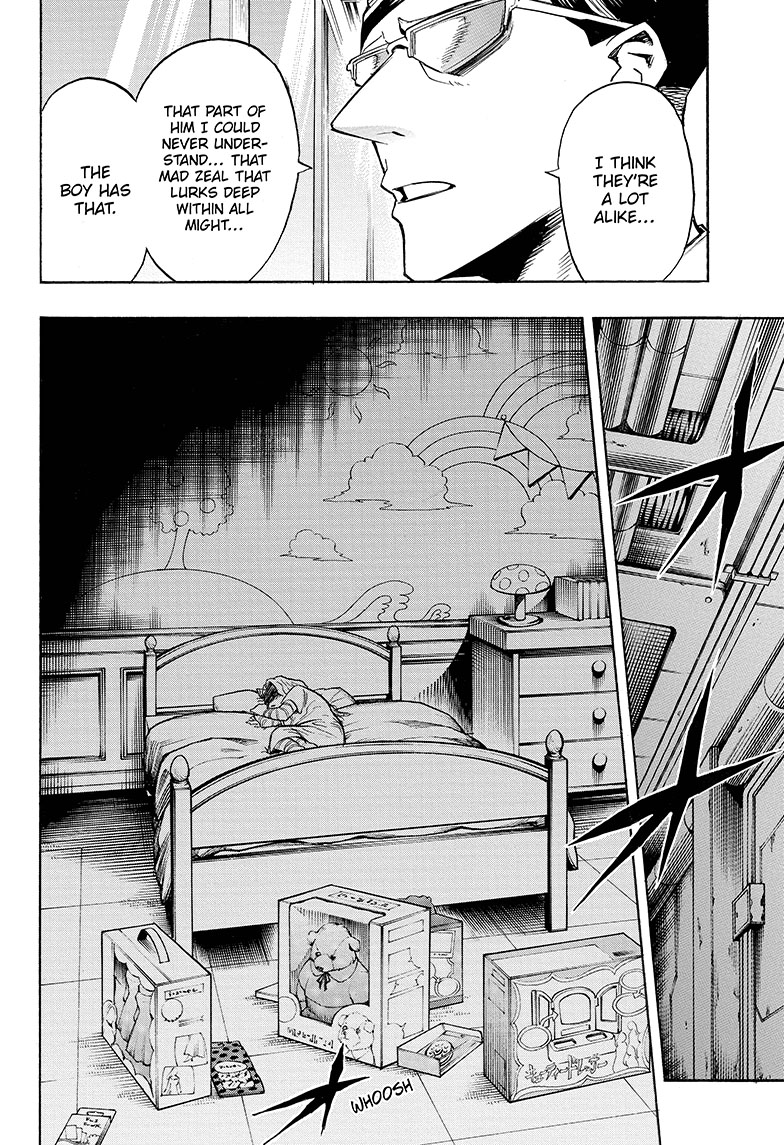 I THINK
THEY'RE
A LOT
ALIKE...
THAT PART OF
HIM I COULD
NEVER UNDER-
STAND... THAT
MAD ZEAL THAT
LURKS DEEP
WITHIN ALL
MIGHT...
THE
BOY HAS
THAT.
WHOOSH